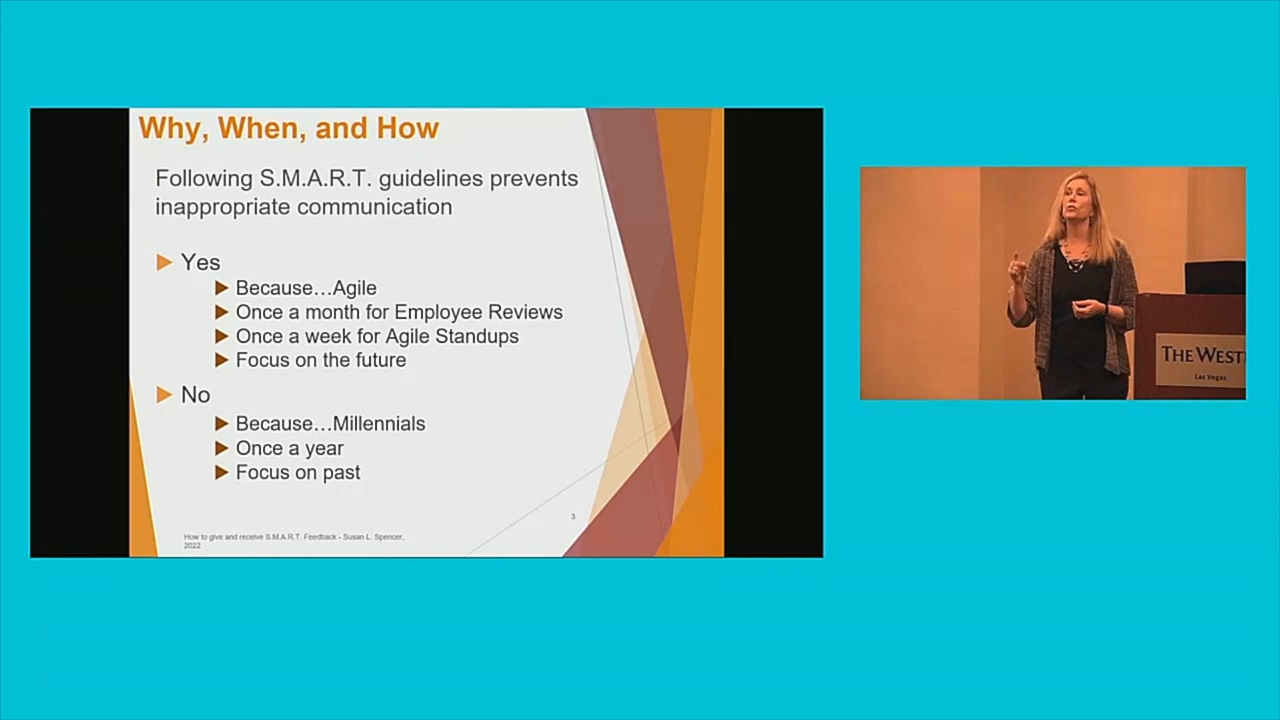 Why, When, and How
Following S.M.A.R.T. guidelines prevents
inappropriate communication
Yes
Because…Agile
Once a month for Employee Reviews
Once a week for Agile Standups
Focus on the future
No
Because…Millennials
Once a year
Focus on past
3
How to give and receive S.M.A.R.T. Feedback - Susan L. Spencer,
2022
THE WEST
Las Vegas